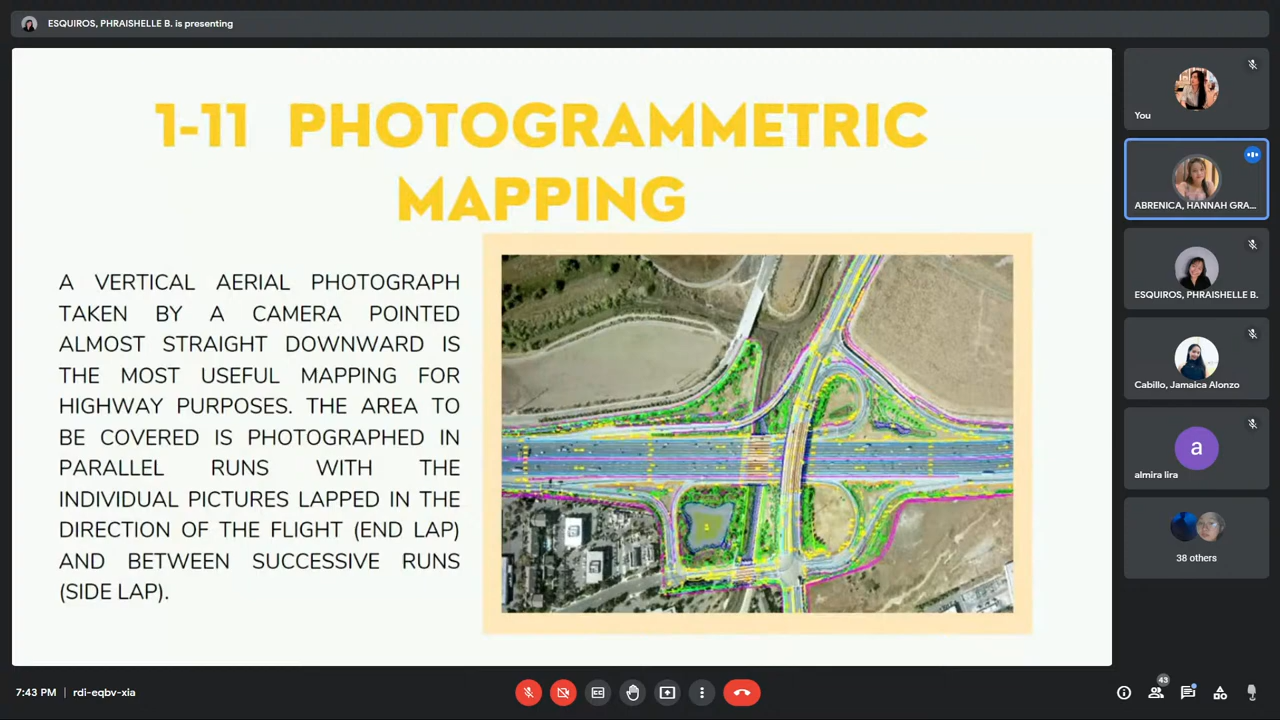 ESQUIROS, PHRAISHELLE B. is presenting
1-11 PHOTOGRAMMETRIC
MAPPING
A VERTICAL AERIAL PHOTOGRAPH
TAKEN BY A CAMERA POINTED
ALMOST STRAIGHT DOWNWARD IS
THE MOST USEFUL MAPPING FOR
HIGHWAY PURPOSES. THE AREA TO
BE COVERED IS PHOTOGRAPHED IN
PARALLEL RUNS WITH THE
INDIVIDUAL PICTURES LAPPED IN THE
DIRECTION OF THE FLIGHT (END LAP)
AND BETWEEN SUCCESSIVE RUNS
(SIDE LAP).
You
ABRENICA, HANNAH GRA...
ESQUIROS, PHRAISHELLE B.
Cabillo, Jamaica Alonzo
a
almira lira
38 others
7:43 PM | rdi-eqbv-xia
CC
43